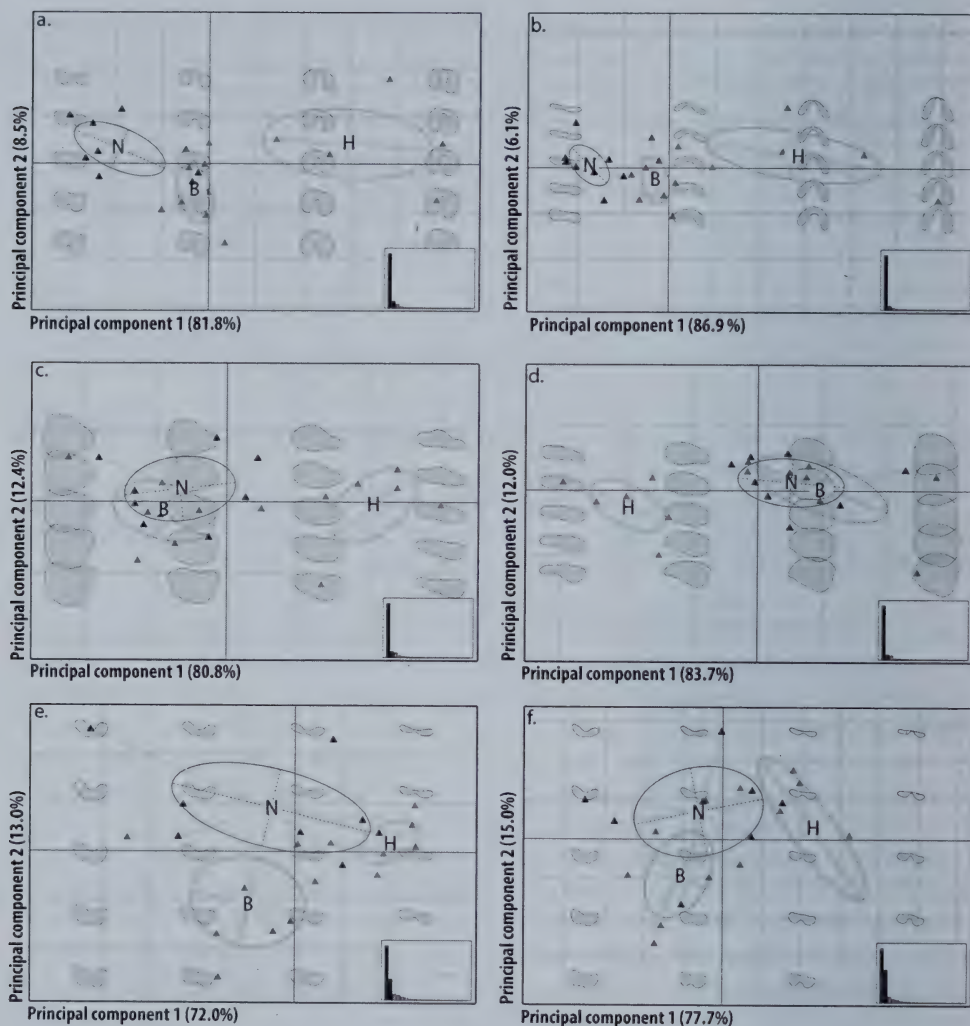 a.
N
B
H
Principal component 2 (8.5%)
Principal component 1 (81.8%)
b.
N
B
H
Principal component 2 (6.1%)
Principal component 1 (86.9 %)
c.
N
B
H
Principal component 2 (12.4%)
Principal component 1 (80.8%)
d.
H
N
B
Principal component 2 (12.0%)
Principal component 1 (83.7%)
e.
N
H
B
Principal component 2 (13.0%)
Principal component 1 (72.0%)
f.
N
H
B
Principal component 2 (15.0%)
Principal component 1 (77.7%)